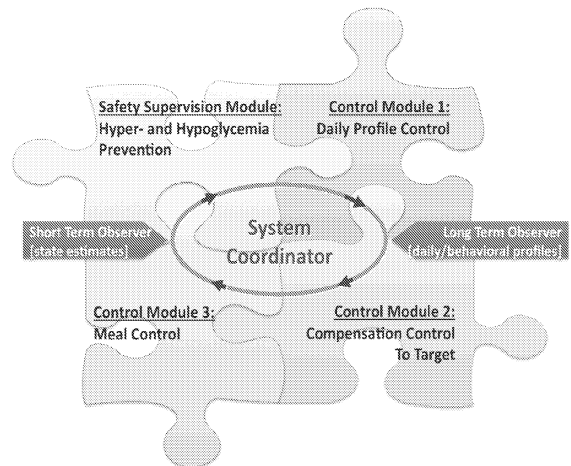 Safety Supervision Module:
Hyper- and Hypoglycemia
Prevention
Control Module 1:
Daily Profile Control
Short Term Observer
[state estimates]
System
Coordinator
Long Term Observer
[daily/behavioral profiles]
Control Module 3:
Meal Control
Control Module 2:
Compensation Control
To Target